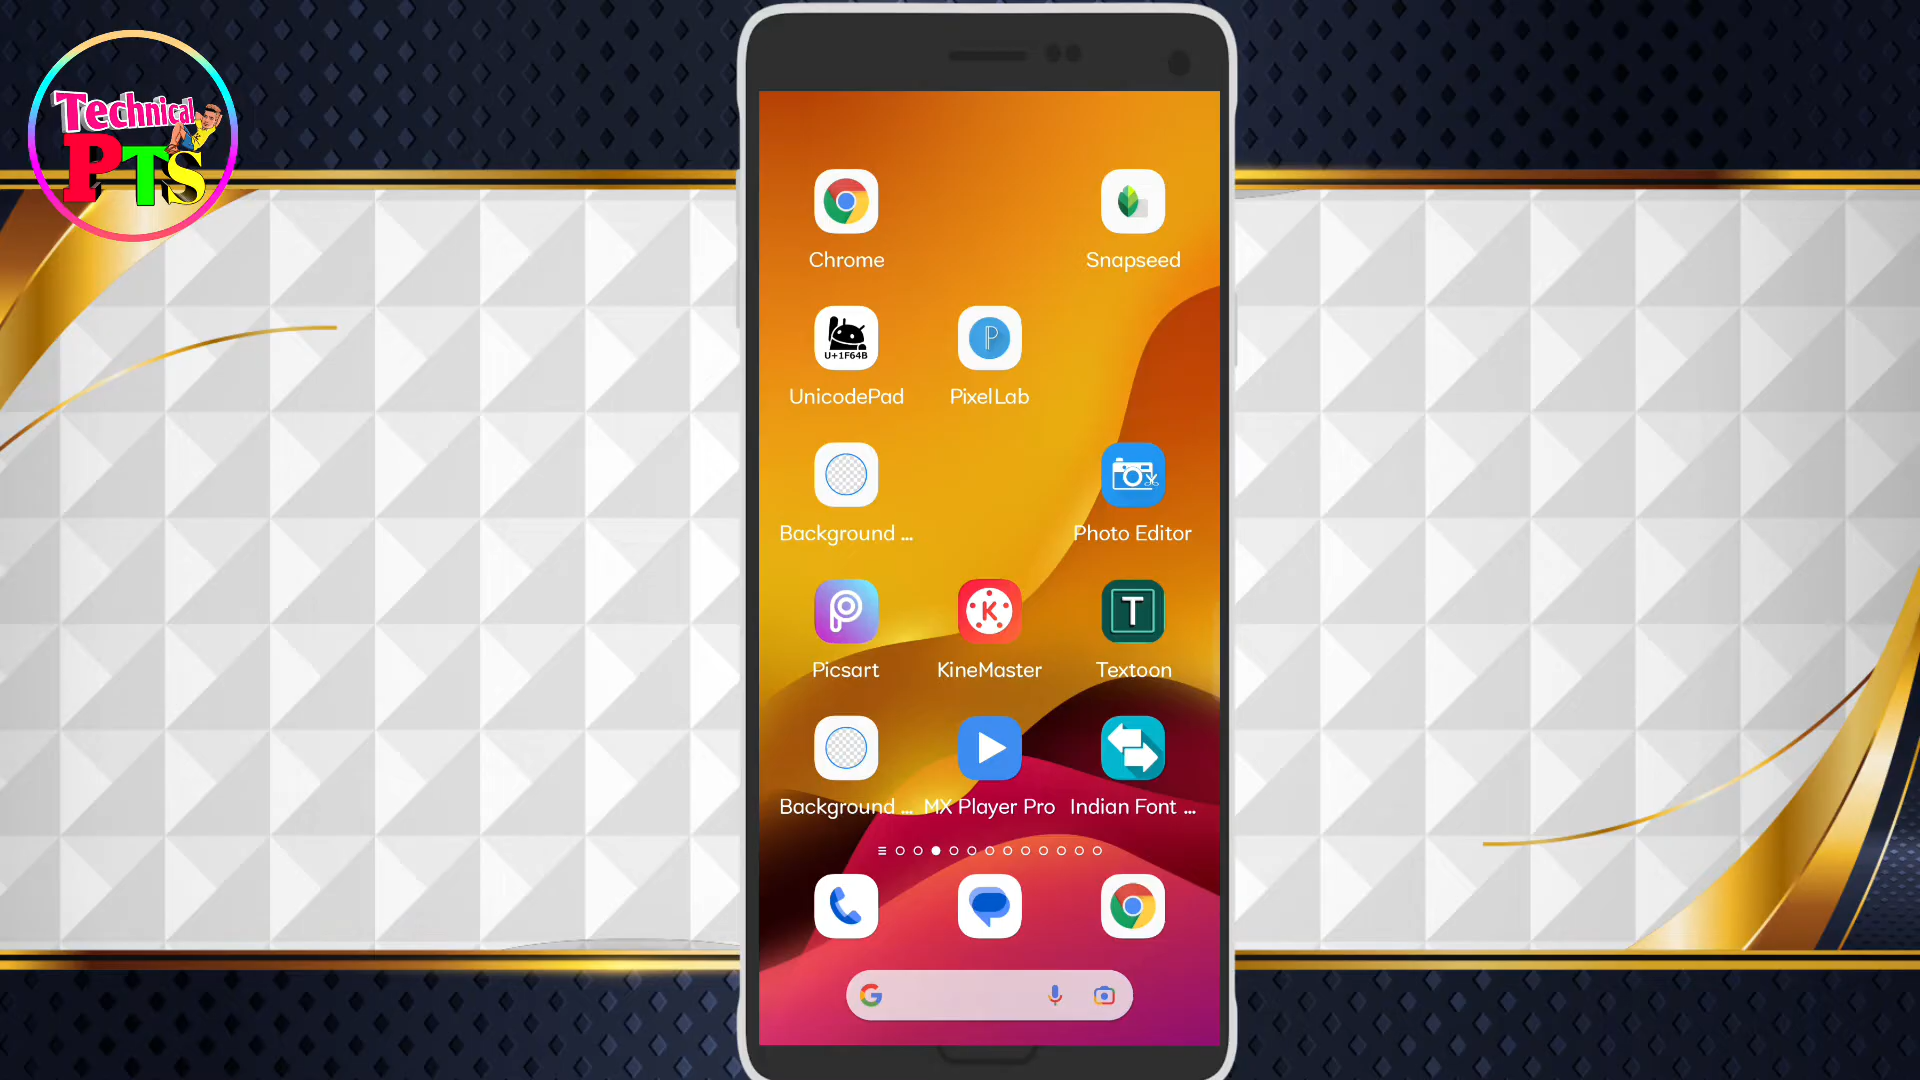 Technical
PTS
Chrome
Snapseed
U+1F64B
UnicodePad
PixelLab
Background ...
Photo Editor
T
Picsart
KineMaster
Textoon
Background ...
MX Player Pro
Indian Font ...